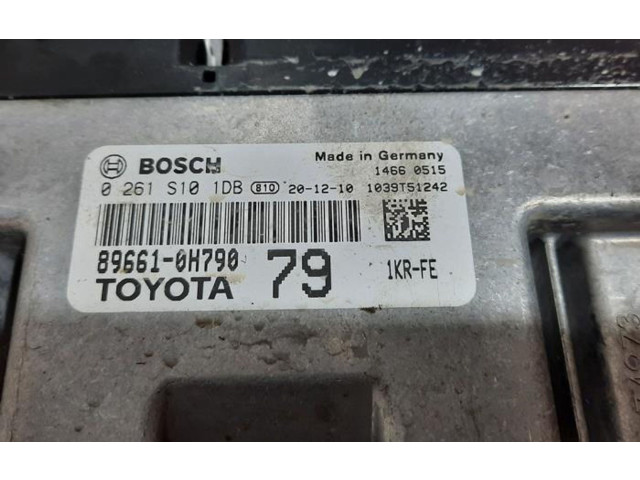 BOSCH Made in Germany
1466 0515
0 261 S10 1DB 810 20-12-10 1039T51242
89661-0H790 79 1KR-FE
TOYOTA